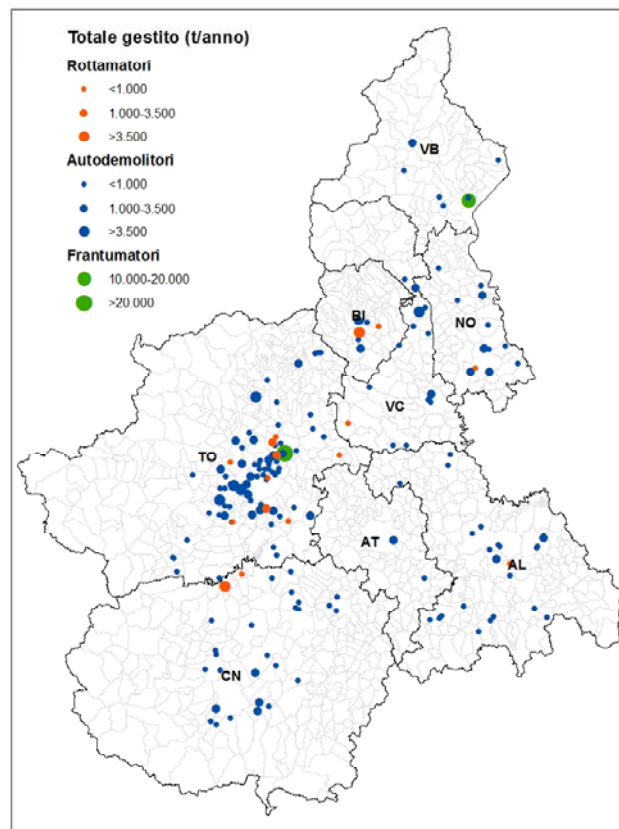 Totale gestito (t/anno)
Rottamatori
<1.000
1.000-3.500
>3.500
Autodemolitori
<1.000
1.000-3.500
>3.500
Frantumatori
10.000-20.000
>20.000
VB
BI
NO
VC
TO
AT
AL
CN